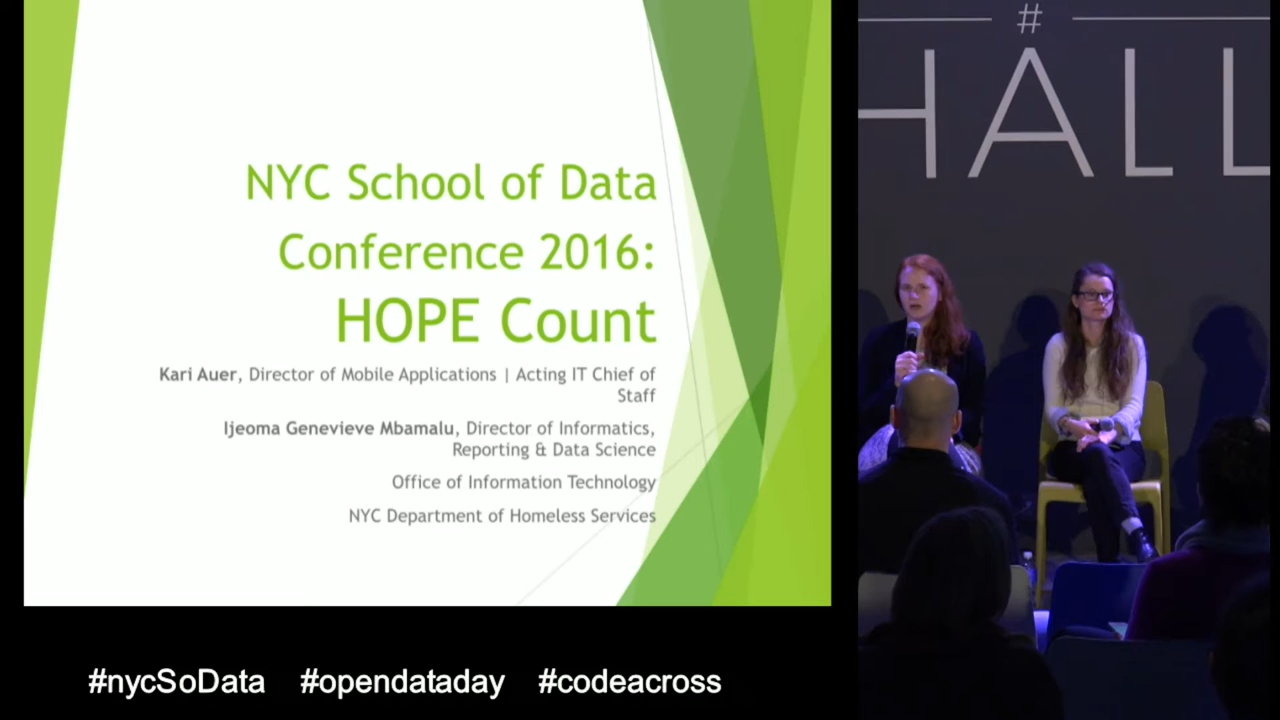 NYC School of Data
Conference 2016:
HOPE Count
Kari Auer, Director of Mobile Applications | Acting IT Chief of
Staff
Ijeoma Genevieve Mbamalu, Director of Informatics,
Reporting & Data Science
Office of Information Technology
NYC Department of Homeless Services
#
HALL
#nycSoData #opendataday #codeacross